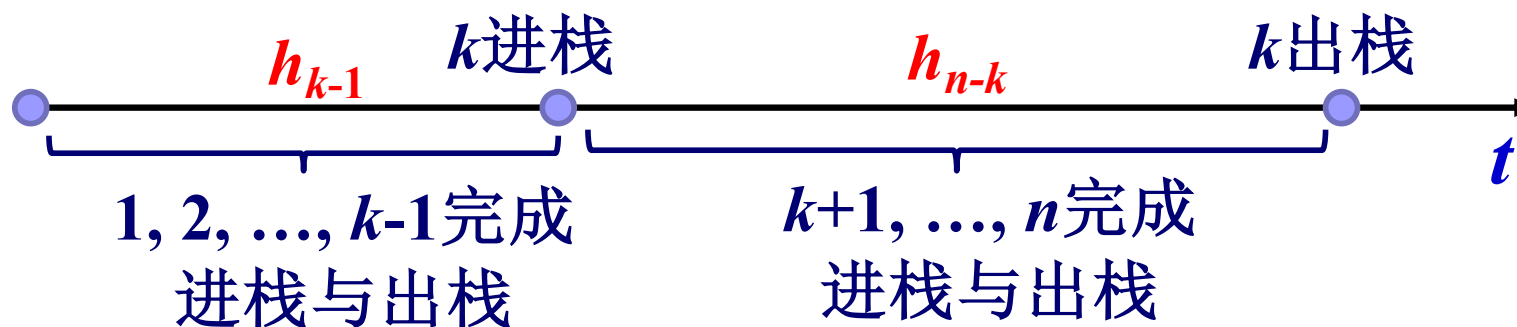 h_{k-1}
k进栈
h_{n-k}
k出栈
t
1, 2, …, k-1完成
进栈与出栈
k+1, …, n完成
进栈与出栈